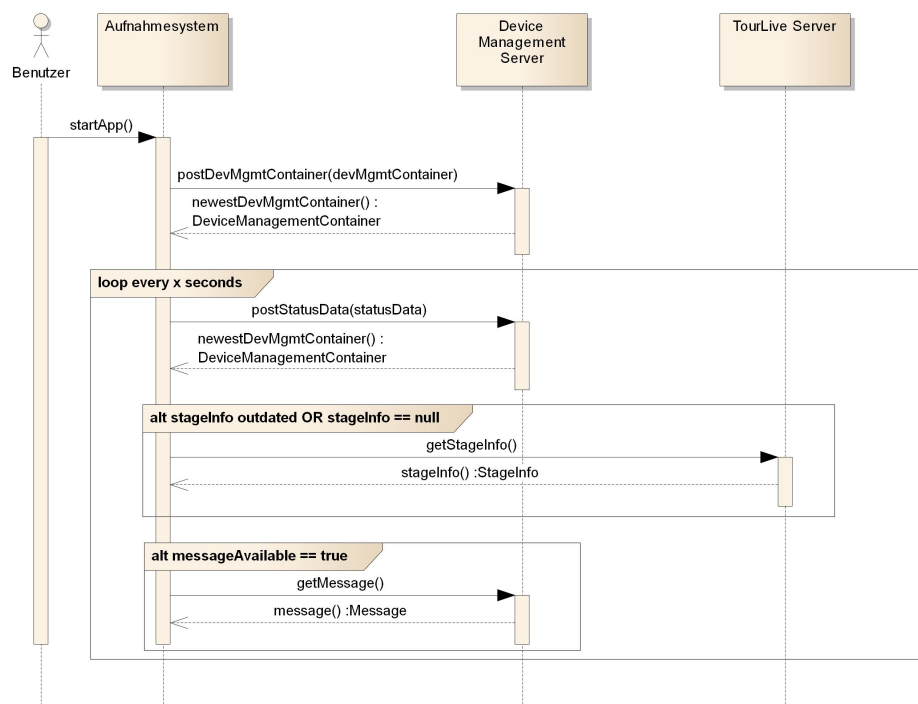 Aufnahmesystem
Device
Management
Server
TourLive Server
Benutzer
startApp()
postDevMgmtContainer(devMgmtContainer)
newestDevMgmtContainer() :
DeviceManagementContainer
loop every x seconds
postStatusData(statusData)
newestDevMgmtContainer() :
DeviceManagementContainer
alt stageInfo outdated OR stageInfo == null
getStageInfo()
stageInfo() :StageInfo
alt messageAvailable == true
getMessage()
message() :Message